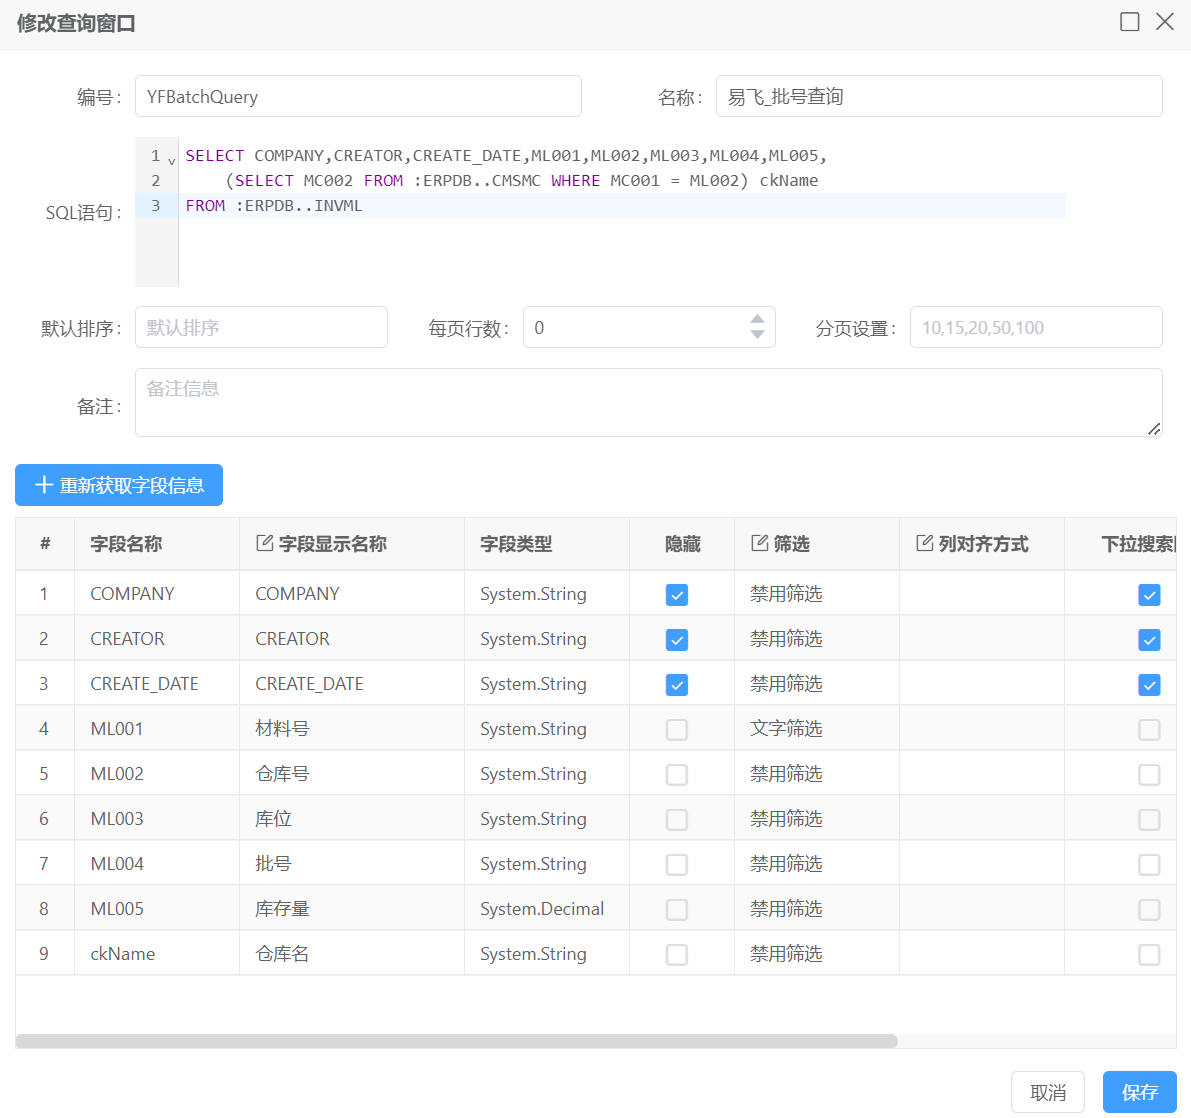 修改查询窗口
编号: YFBatchQuery 名称: 易飞_批号查询
SQL语句:
1 SELECT COMPANY,CREATOR,CREATE_DATE,ML001,ML002,ML003,ML004,ML005,
2 (SELECT MC002 FROM :ERPDB..CMSMC WHERE MC001 = ML002) ckName
3 FROM :ERPDB..INVML
默认排序: 默认排序 每页行数: 0 分页设置: 10,15,20,50,100
备注: 备注信息
重新获取字段信息
# 字段名称 字段显示名称 字段类型 隐藏 筛选 列对齐方式 下拉搜索
1 COMPANY COMPANY System.String 禁用筛选
2 CREATOR CREATOR System.String 禁用筛选
3 CREATE_DATE CREATE_DATE System.String 禁用筛选
4 ML001 材料号 System.String 文字筛选
5 ML002 仓库号 System.String 禁用筛选
6 ML003 库位 System.String 禁用筛选
7 ML004 批号 System.String 禁用筛选
8 ML005 库存量 System.Decimal 禁用筛选
9 ckName 仓库名 System.String 禁用筛选
取消 保存